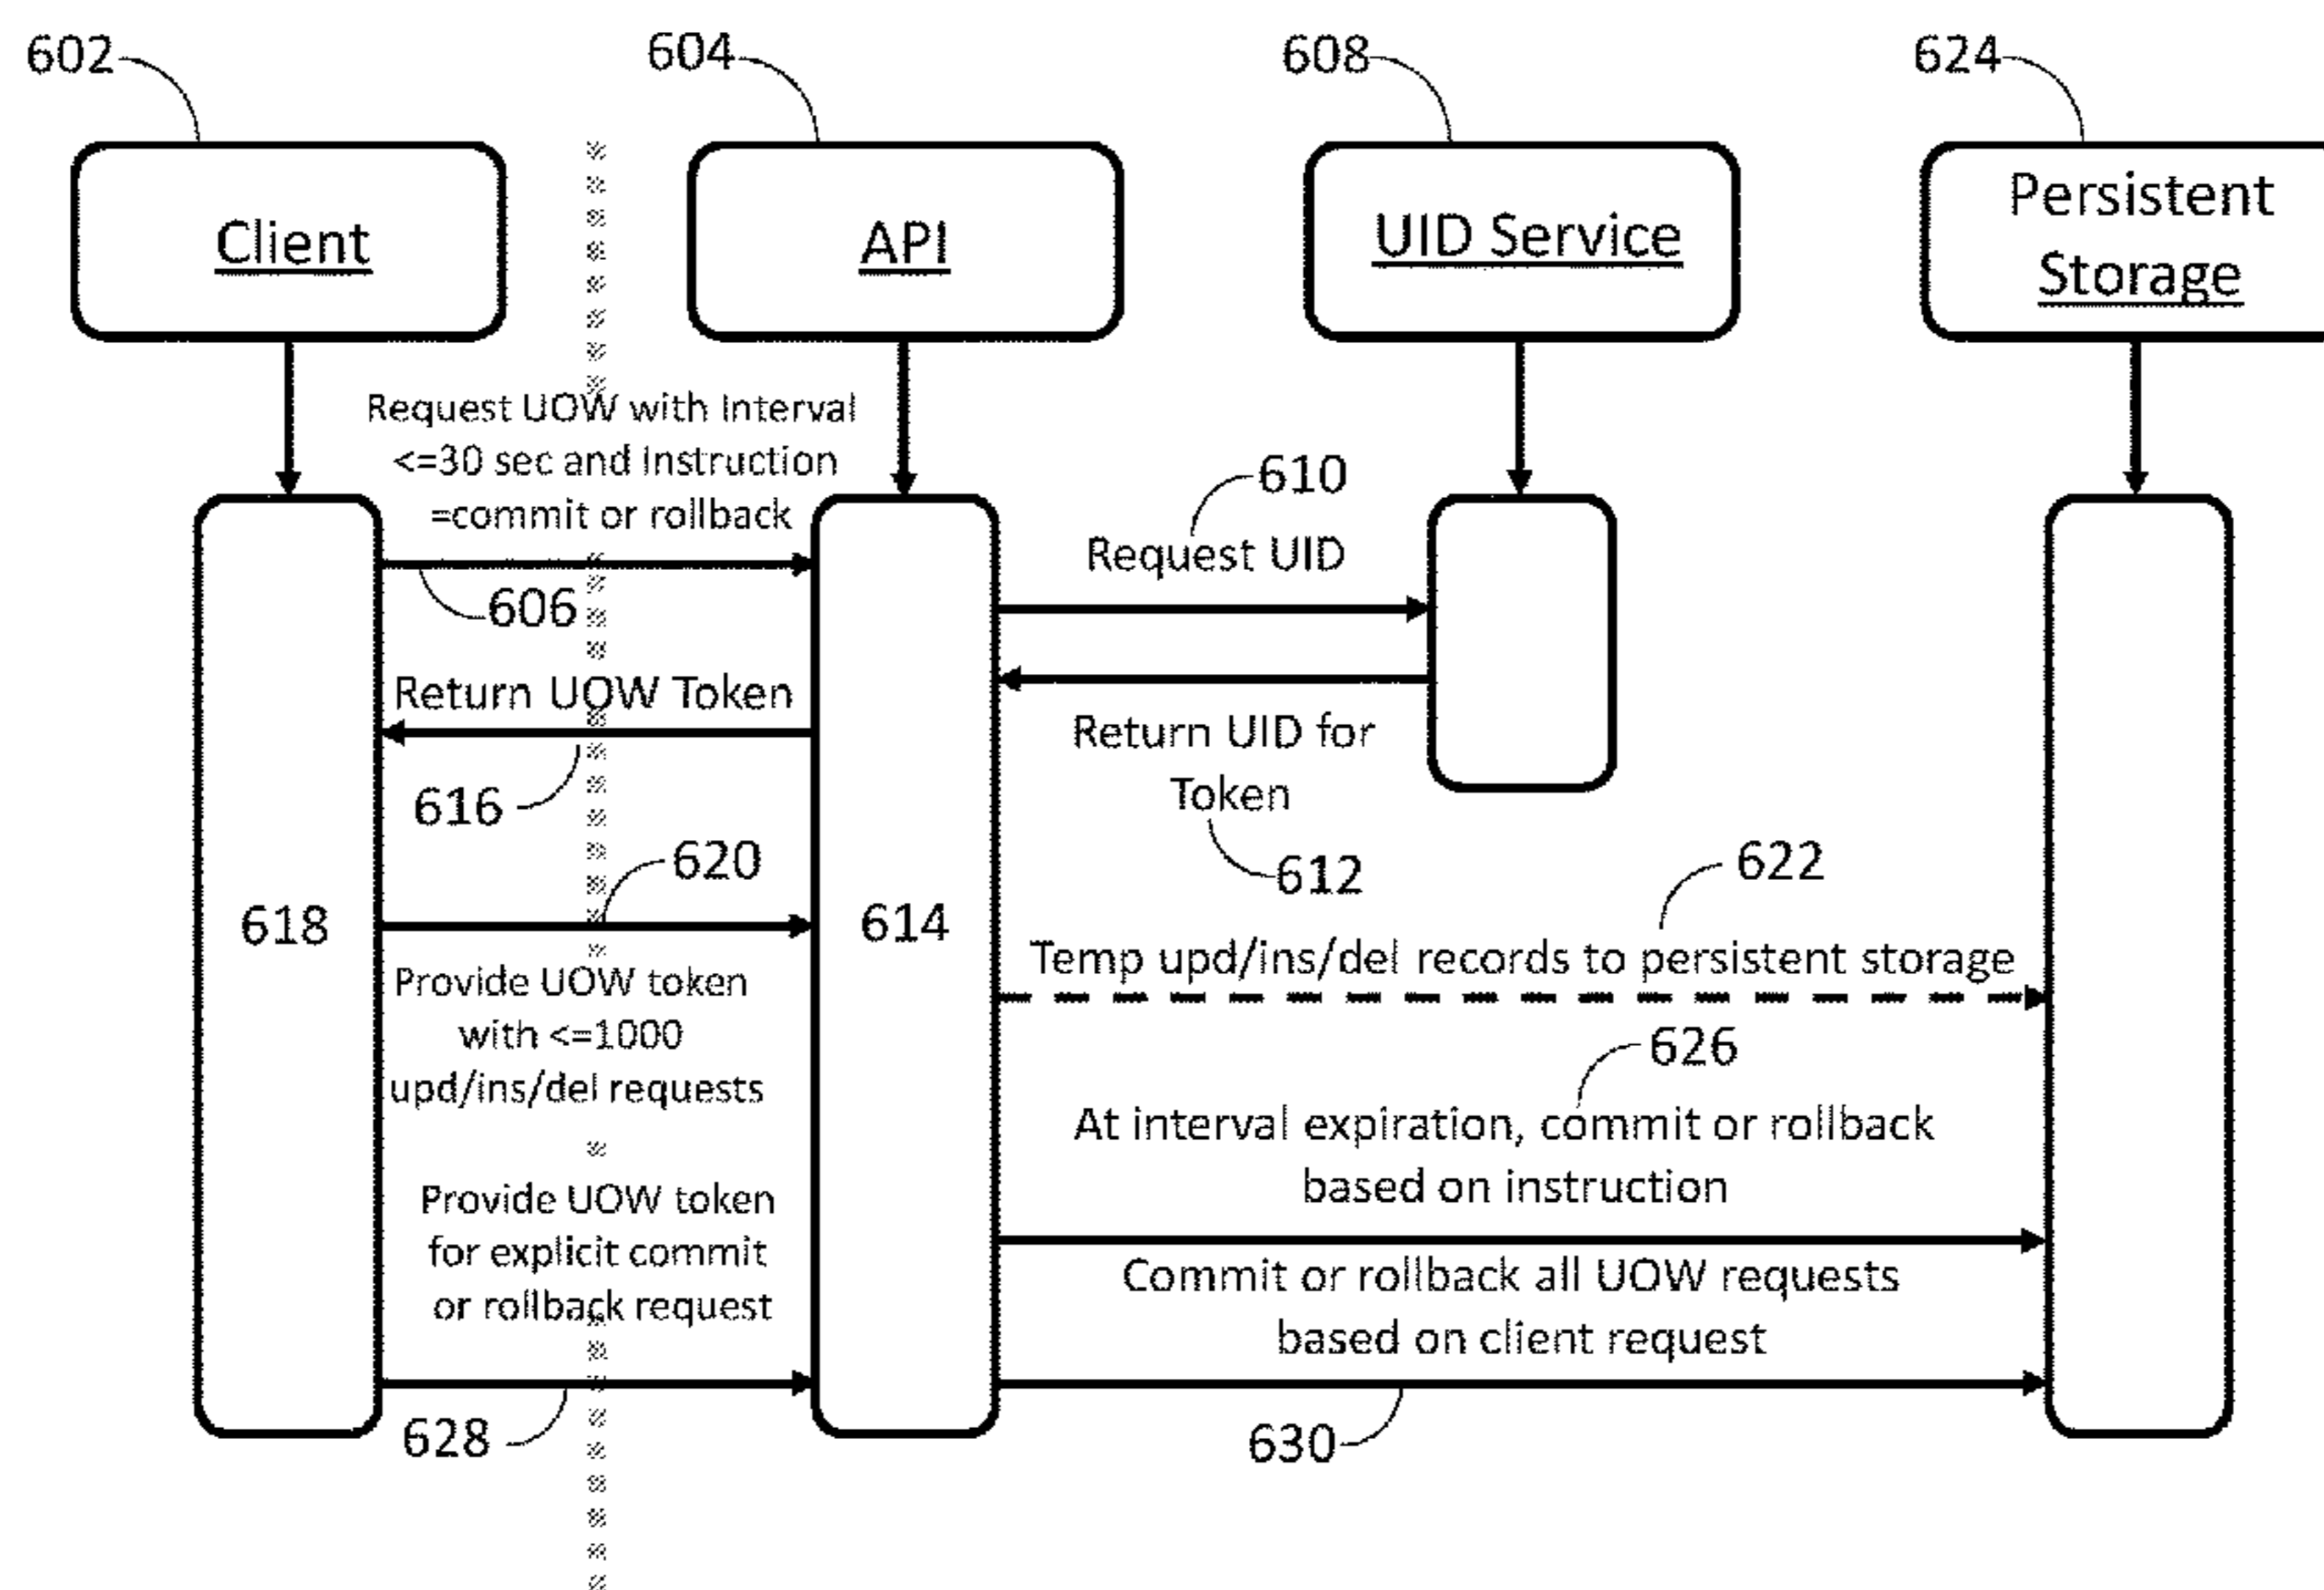 602
604
608
624
Client
API
UID Service
Persistent
Storage
Request UOW with Interval
<=30 sec and Instruction
=commit or rollback
606
610
Request UID
Return UOW Token
616
Return UID for
Token
612
620
618
614
Provide UOW token
with <=1000
upd/ins/del requests
622
Temp upd/ins/del records to persistent storage
626
At interval expiration, commit or rollback
based on instruction
Provide UOW token
for explicit commit
or rollback request
628
Commit or rollback all UOW requests
based on client request
630